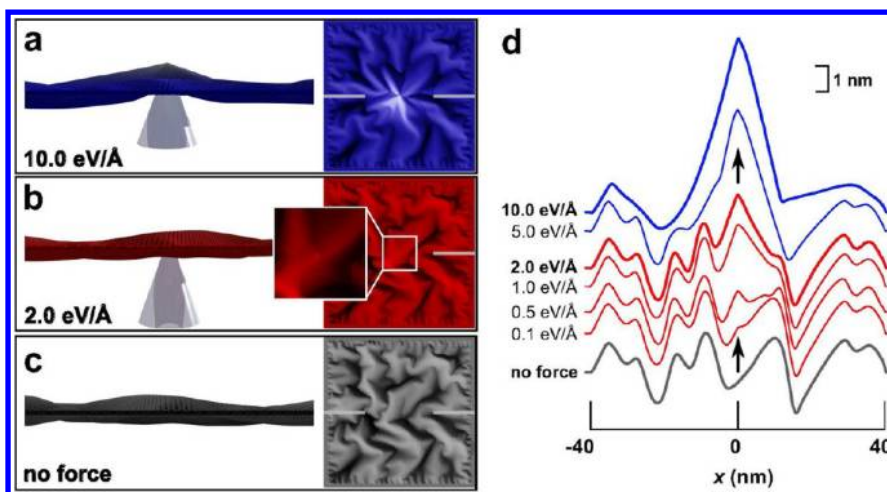 a
10.0 eV/Å
b
2.0 eV/Å
c
no force
d
1 nm
10.0 eV/Å
5.0 eV/Å
2.0 eV/Å
1.0 eV/Å
0.5 eV/Å
0.1 eV/Å
no force
-40 0 40
x (nm)